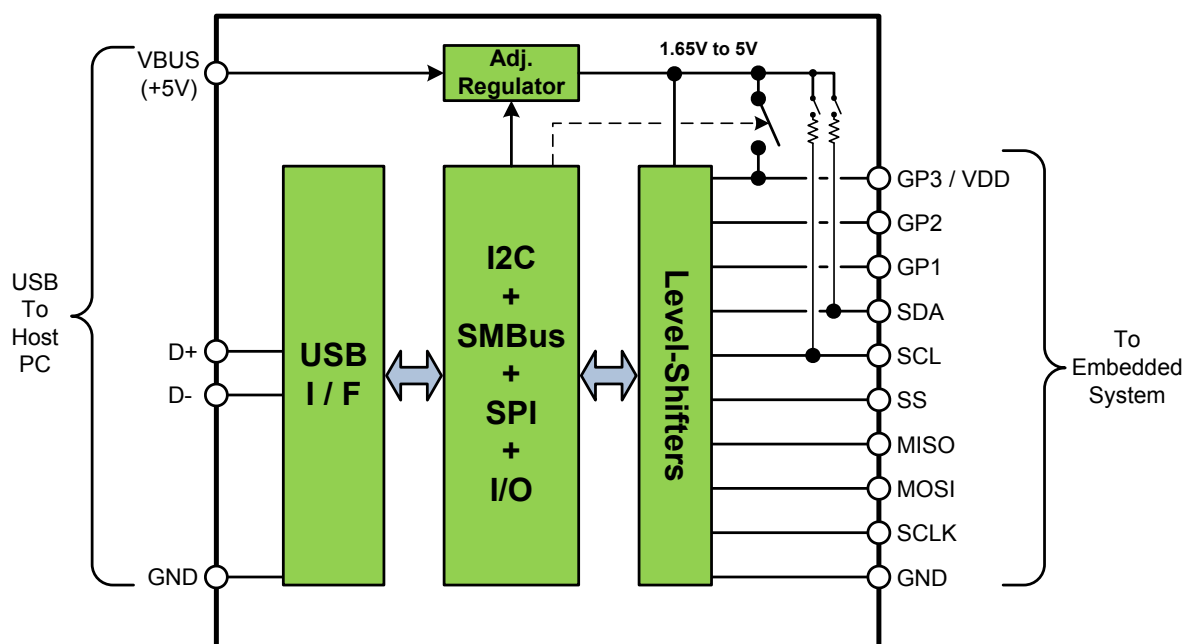 VBUS
(+5V)
Adj.
Regulator
1.65V to 5V
USB
To
Host
PC
D+
D-
GND
USB
I / F
I2C
+
SMBus
+
SPI
+
I/O
Level-Shifters
GP3 / VDD
GP2
GP1
SDA
SCL
SS
MISO
MOSI
SCLK
GND
To
Embedded
System